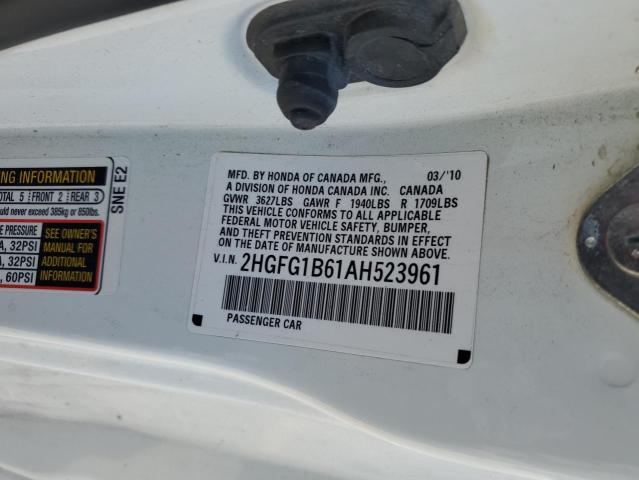 MFD. BY HONDA OF CANADA MFG., 03/'10
A DIVISION OF HONDA CANADA INC. CANADA
GVWR 3627LBS GAWR F 1940LBS R 1709LBS
THIS VEHICLE CONFORMS TO ALL APPLICABLE
FEDERAL MOTOR VEHICLE SAFETY, BUMPER,
AND THEFT PREVENTION STANDARDS IN EFFECT
ON THE DATE OF MANUFACTURE SHOWN ABOVE.
V.I.N. 2HGFG1B61AH523961
PASSENGER CAR
ING INFORMATION
OTAL 5 FRONT 2 REAR 3
ould never exceed 385kg or 850lbs.
E PRESSURE
A, 32PSI
A, 32PSI
, 60PSI
SEE OWNER'S
MANUAL FOR
ADDITIONAL
INFORMATION
SNE E2